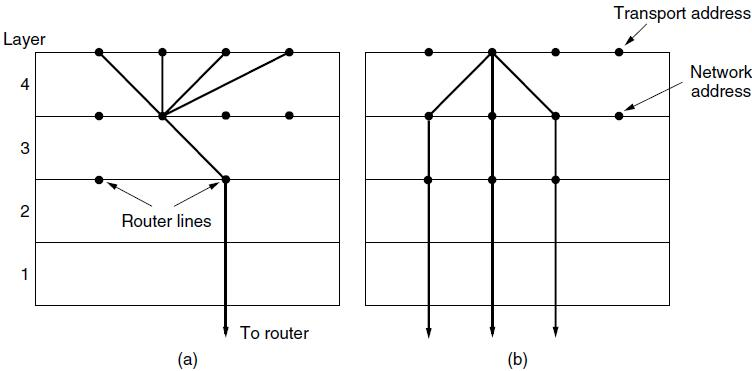 Transport address
Layer
Network
address
4
3
Router lines
2
1
To router
(a)
(b)